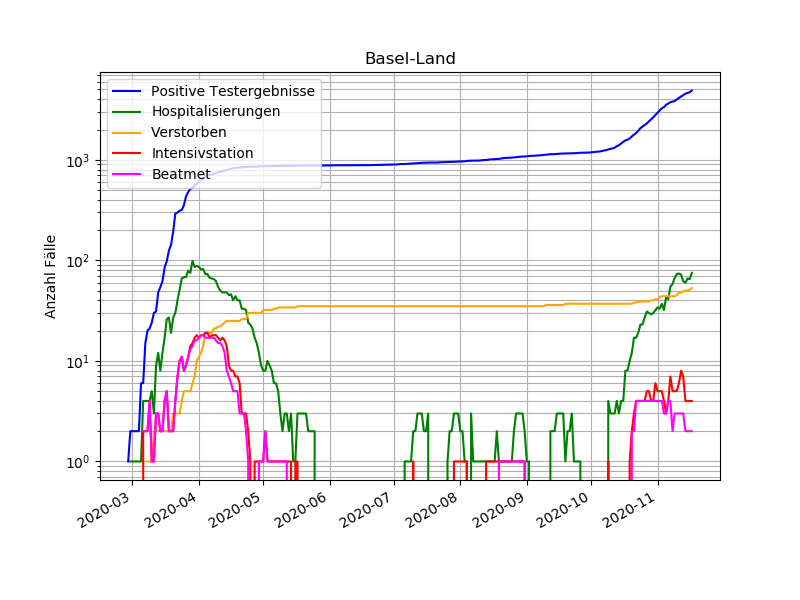 Basel-Land
Positive Testergebnisse
Hospitalisierungen
Verstorben
Intensivstation
Beatmet
Anzahl Fälle
10³
10²
10¹
10⁰
2020-03
2020-04
2020-05
2020-06
2020-07
2020-08
2020-09
2020-10
2020-11